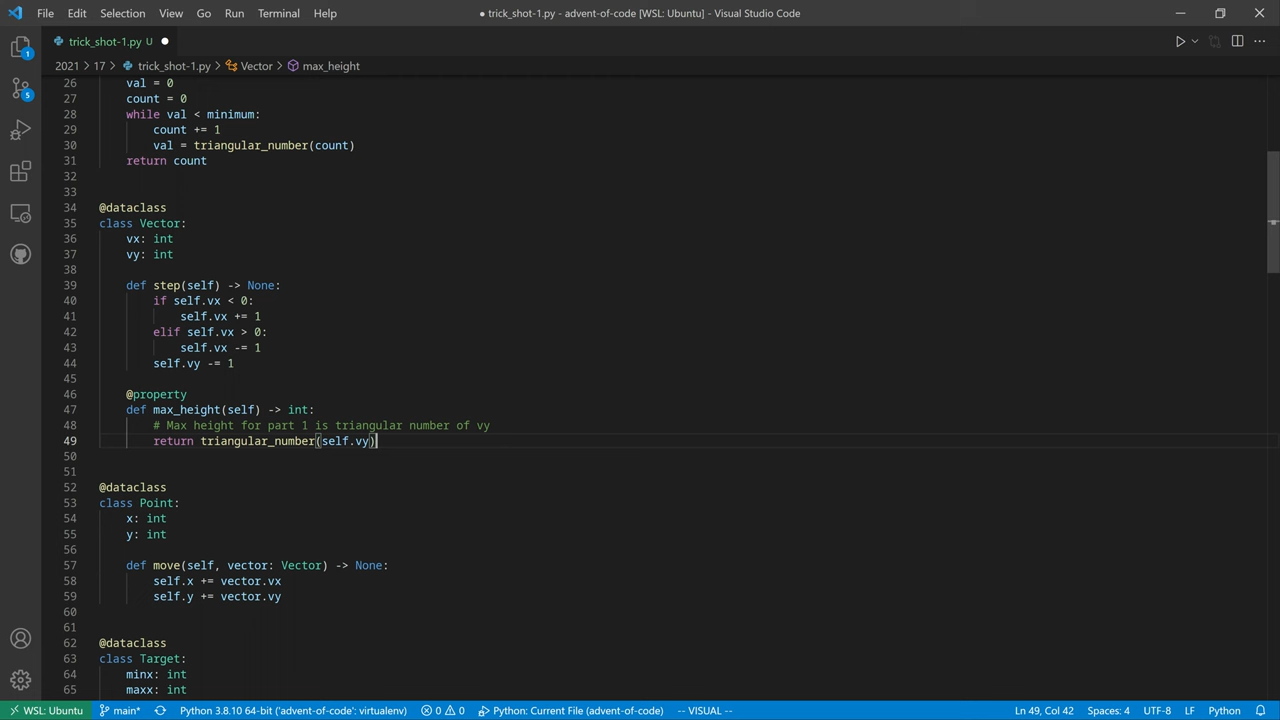 File Edit Selection View Go Run Terminal Help ● trick_shot-1.py - advent-of-code [WSL: Ubuntu] - Visual Studio Code
trick_shot-1.py U ●
2021 > 17 > trick_shot-1.py > Vector > max_height
1
5
26 val = 0
27 count = 0
28 while val < minimum:
29 count += 1
30 val = triangular_number(count)
31 return count
32
33
34 @dataclass
35 class Vector:
36 vx: int
37 vy: int
38
39 def step(self) -> None:
40 if self.vx < 0:
41 self.vx += 1
42 elif self.vx > 0:
43 self.vx -= 1
44 self.vy -= 1
45
46 @property
47 def max_height(self) -> int:
48 # Max height for part 1 is triangular number of vy
49 return triangular_number(self.vy)
50
51
52 @dataclass
53 class Point:
54 x: int
55 y: int
56
57 def move(self, vector: Vector) -> None:
58 self.x += vector.vx
59 self.y += vector.vy
60
61
62 @dataclass
63 class Target:
64 minx: int
65 maxx: int
WSL: Ubuntu main* Python 3.8.10 64-bit ('advent-of-code': virtualenv) 0 0 Python: Current File (advent-of-code) -- VISUAL -- Ln 49, Col 42 Spaces: 4 UTF-8 LF Python